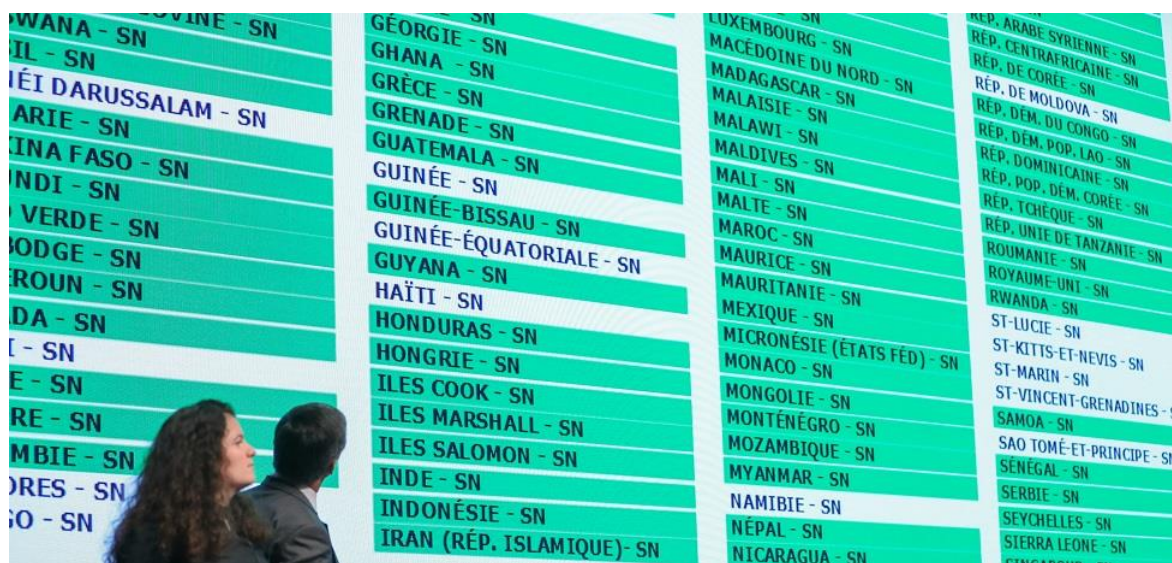 OVINE - SN
WANA - SN
SIL - SN
NÉI DARUSSALAM - SN
ARIE - SN
KINA FASO - SN
UNDI - SN
VERDE - SN
BODGE - SN
EROUN - SN
DA - SN
I - SN
E - SN
RE - SN
MBIE - SN
ORES - SN
GO - SN
GÉORGIE - SN
GHANA - SN
GRÈCE - SN
GRENADE - SN
GUATEMALA - SN
GUINÉE - SN
GUINÉE-BISSAU - SN
GUINÉE-ÉQUATORIALE - SN
GUYANA - SN
HAÏTI - SN
HONDURAS - SN
HONGRIE - SN
ILES COOK - SN
ILES MARSHALL - SN
ILES SALOMON - SN
INDE - SN
INDONÉSIE - SN
IRAN (RÉP. ISLAMIQUE)- SN
LUXEMBOURG - SN
MACÉDOINE DU NORD - SN
MADAGASCAR - SN
MALAISIE - SN
MALAWI - SN
MALDIVES - SN
MALI - SN
MALTE - SN
MAROC - SN
MAURICE - SN
MAURITANIE - SN
MEXIQUE - SN
MICRONÉSIE (ÉTATS FÉD) - SN
MONACO - SN
MONGOLIE - SN
MONTÉNÉGRO - SN
MOZAMBIQUE - SN
MYANMAR - SN
NAMIBIE - SN
NÉPAL - SN
NICARAGUA - SN
RÉP. ARABE SYRIENNE - SN
RÉP. CENTRAFRICAINE - SN
RÉP. DE CORÉE - SN
RÉP. DE MOLDOVA - SN
RÉP. DÉM. DU CONGO - SN
RÉP. DÉM. POP. LAO - SN
RÉP. DOMINICAINE - SN
RÉP. POP. DÉM. CORÉE - SN
RÉP. TCHÈQUE - SN
RÉP. UNIE DE TANZANIE - SN
ROUMANIE - SN
ROYAUME-UNI - SN
RWANDA - SN
ST-LUCIE - SN
ST-KITTS-ET-NEVIS - SN
ST-MARIN - SN
ST-VINCENT-GRENADINES -
SAMOA - SN
SAO TOMÉ-ET-PRINCIPE - SN
SÉNÉGAL - SN
SERBIE - SN
SEYCHELLES - SN
SIERRA LEONE - SN